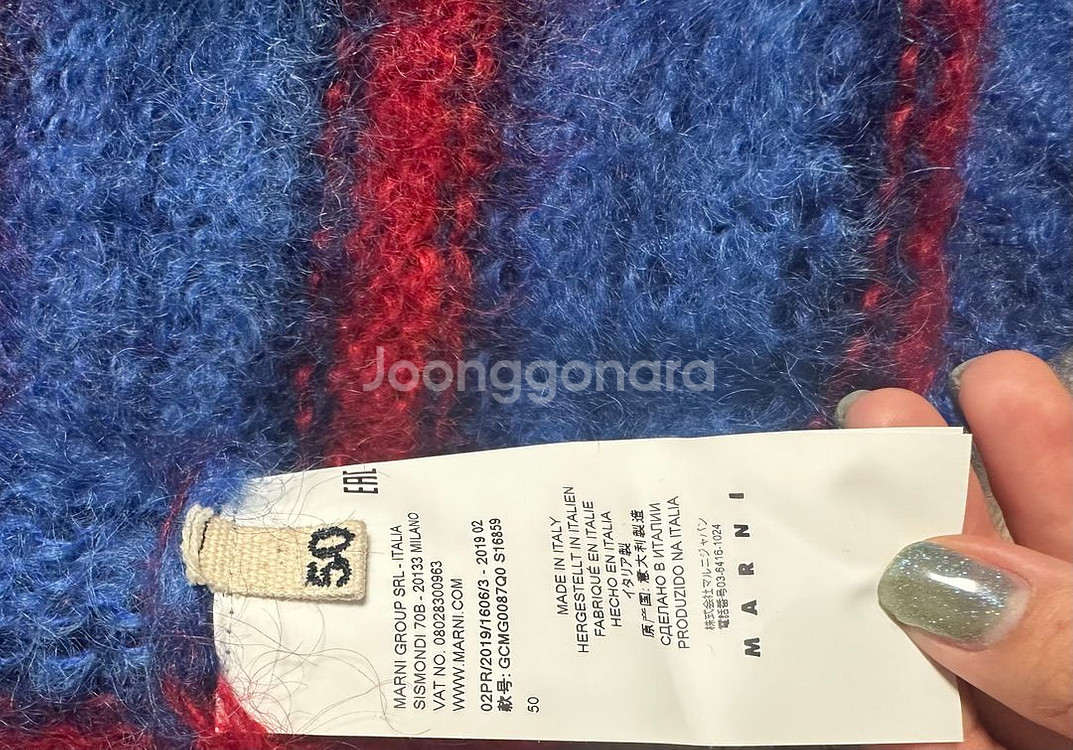 Joonggonara
50
EAC
MARNI GROUP SRL - ITALIA
SISMONDI 70B - 20133 MILANO
VAT NO. 08028300963
WWW.MARNI.COM
02PR/2019/1606/3 - 2019 02
款号: GCMG0087Q0 S16859
50
MADE IN ITALY
HERGESTELLT IN ITALIEN
FABRIQUÉ EN ITALIE
HECHO EN ITALIA
イタリア製
原产国: 意大利製造
СДЕЛАНО В ИТАЛИИ
PRODUZIDO NA ITALIA
株式会社マルニジャパン
電話番号03-6416-1024
MARNI